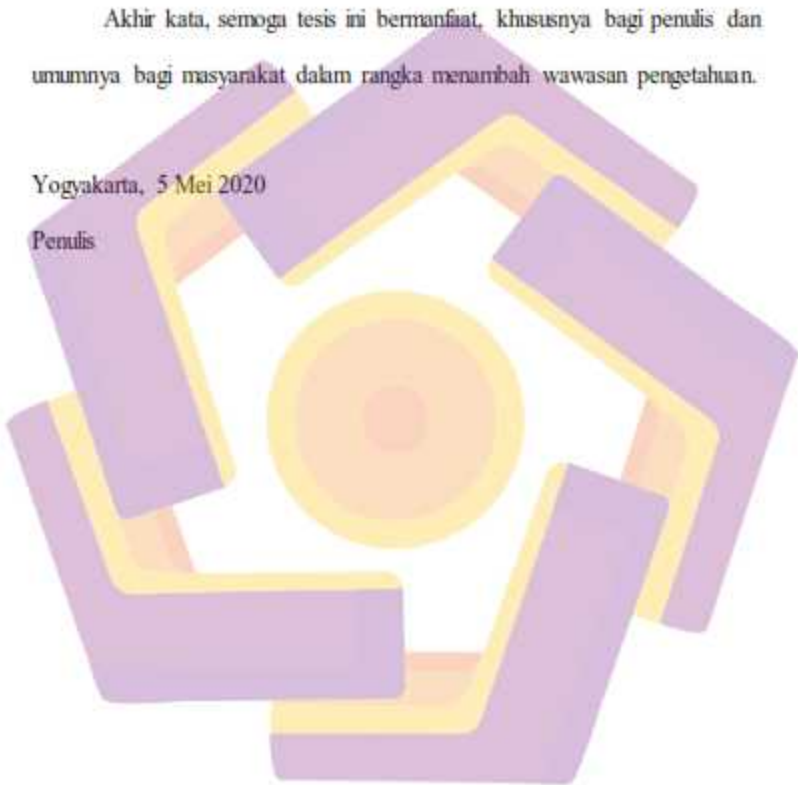 Akhir kata, semoga tesis ini bermanfaat, khususnya bagi penulis dan
umumnya bagi masyarakat dalam rangka menambah wawasan pengetahuan.
Yogyakarta, 5 Mei 2020
Penulis